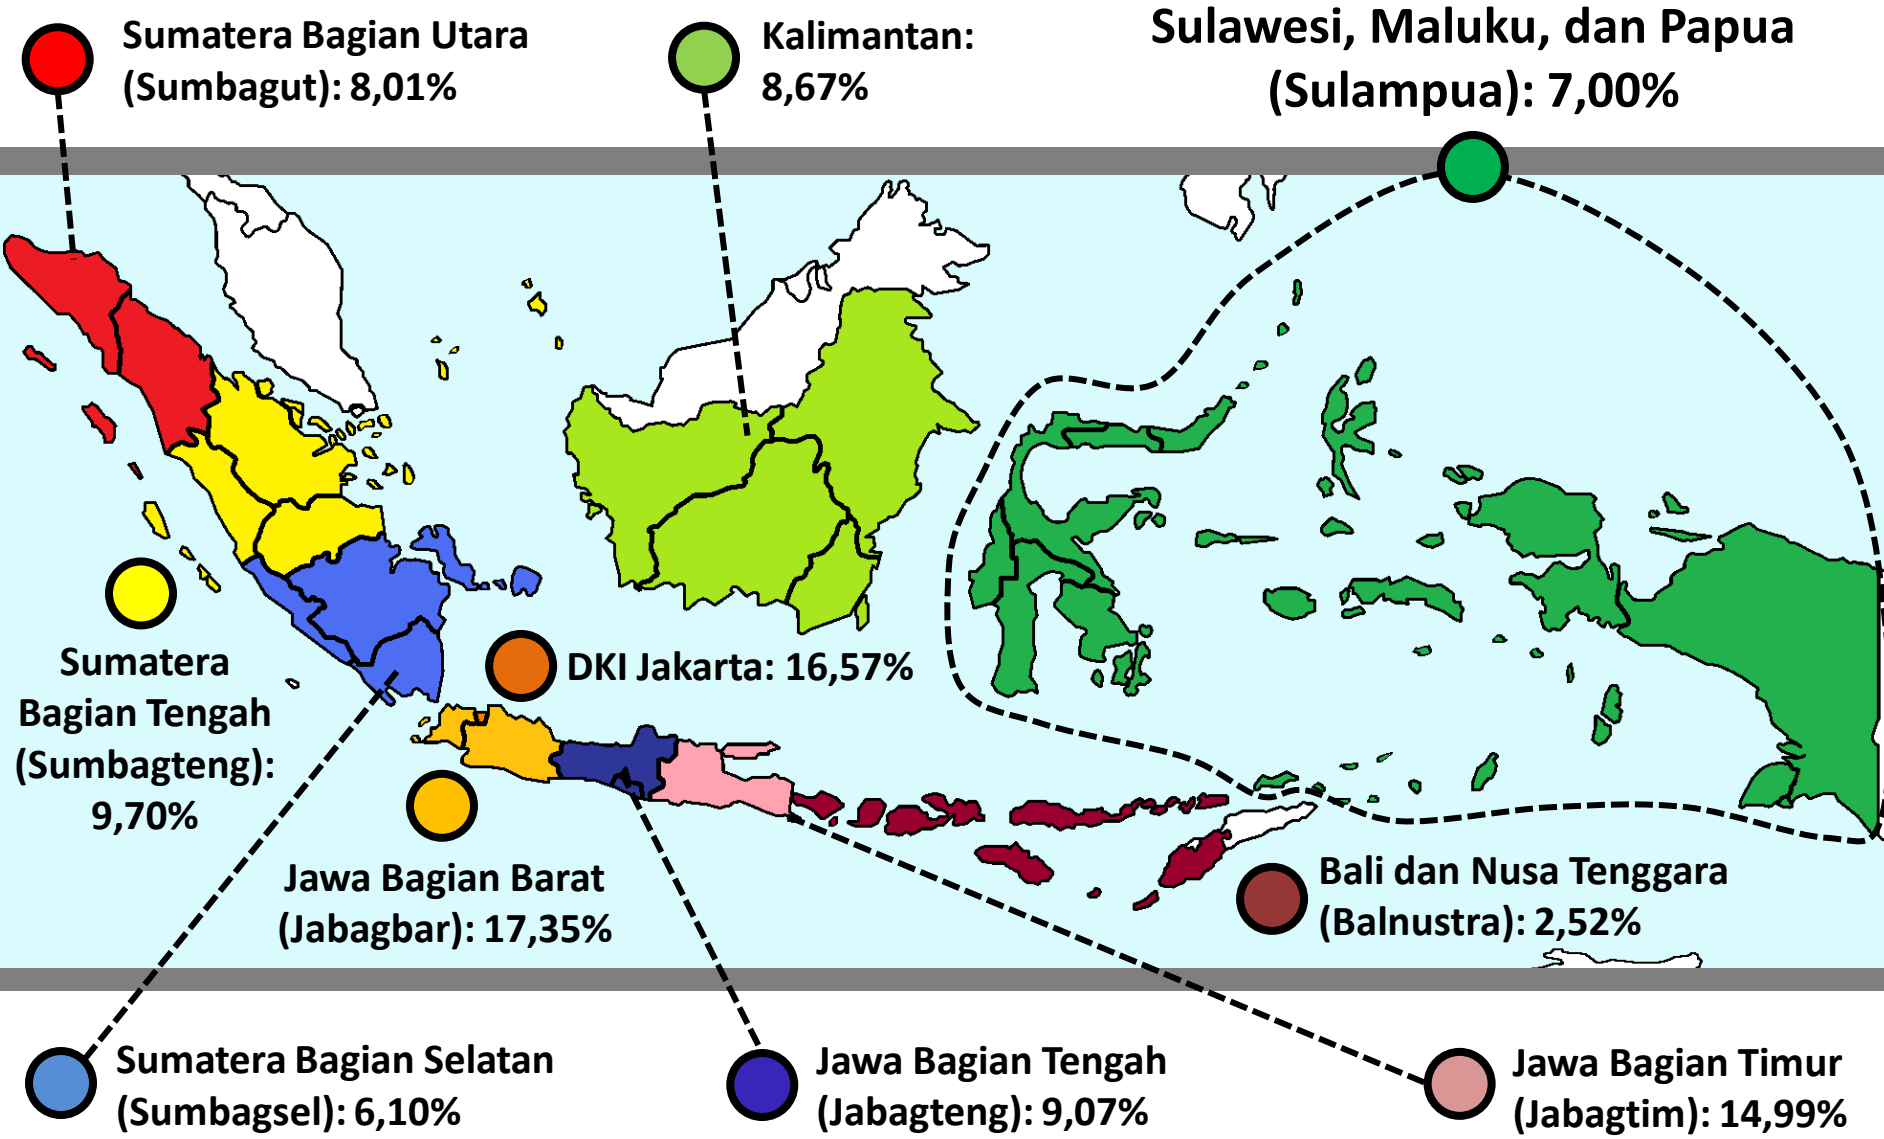 Sumatera Bagian Utara
(Sumbagut): 8,01%
Kalimantan:
8,67%
Sulawesi, Maluku, dan Papua
(Sulampua): 7,00%
Sumatera
Bagian Tengah
(Sumbagteng):
9,70%
DKI Jakarta: 16,57%
Jawa Bagian Barat
(Jabagbar): 17,35%
Bali dan Nusa Tenggara
(Balnustra): 2,52%
Sumatera Bagian Selatan
(Sumbagsel): 6,10%
Jawa Bagian Tengah
(Jabagteng): 9,07%
Jawa Bagian Timur
(Jabagtim): 14,99%